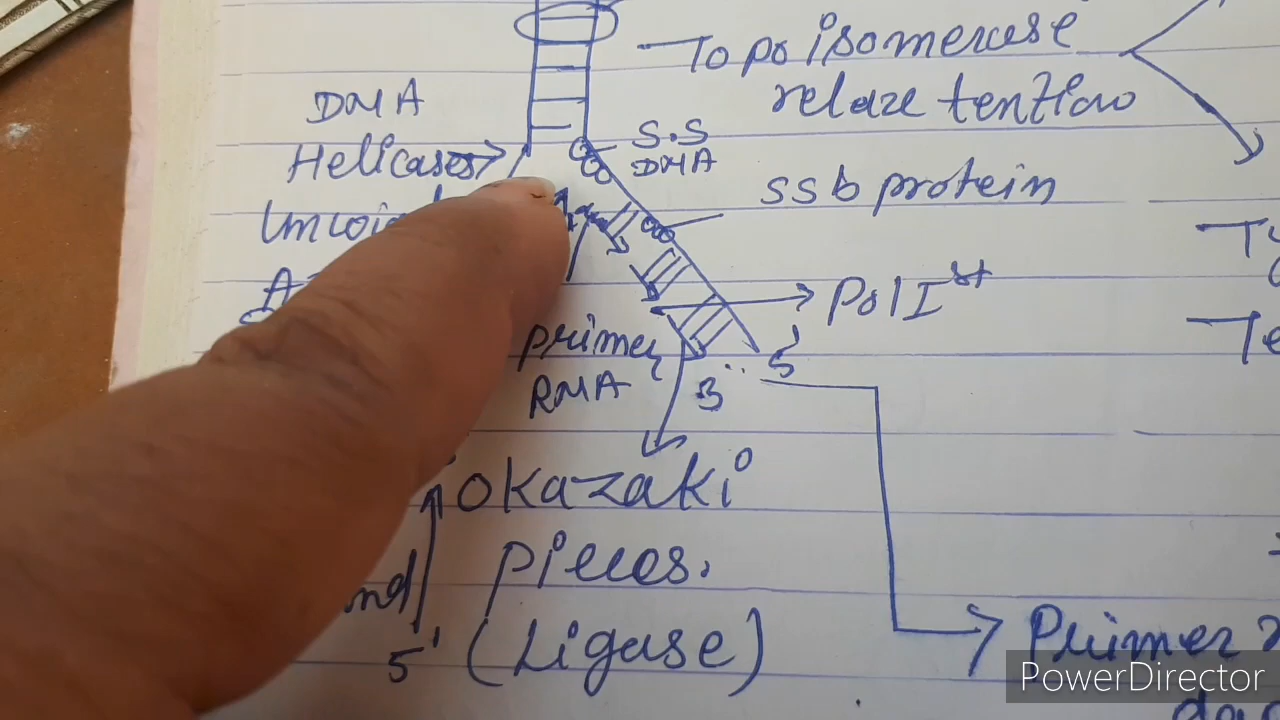 Topoisomerase
relaxe tention
DNA
Helicases
S.S
DNA
ssb protein
Pol I st
primer
RNA
3'
5'
Okazaki
pieces.
5' (Ligase)
Primer
PowerDirector